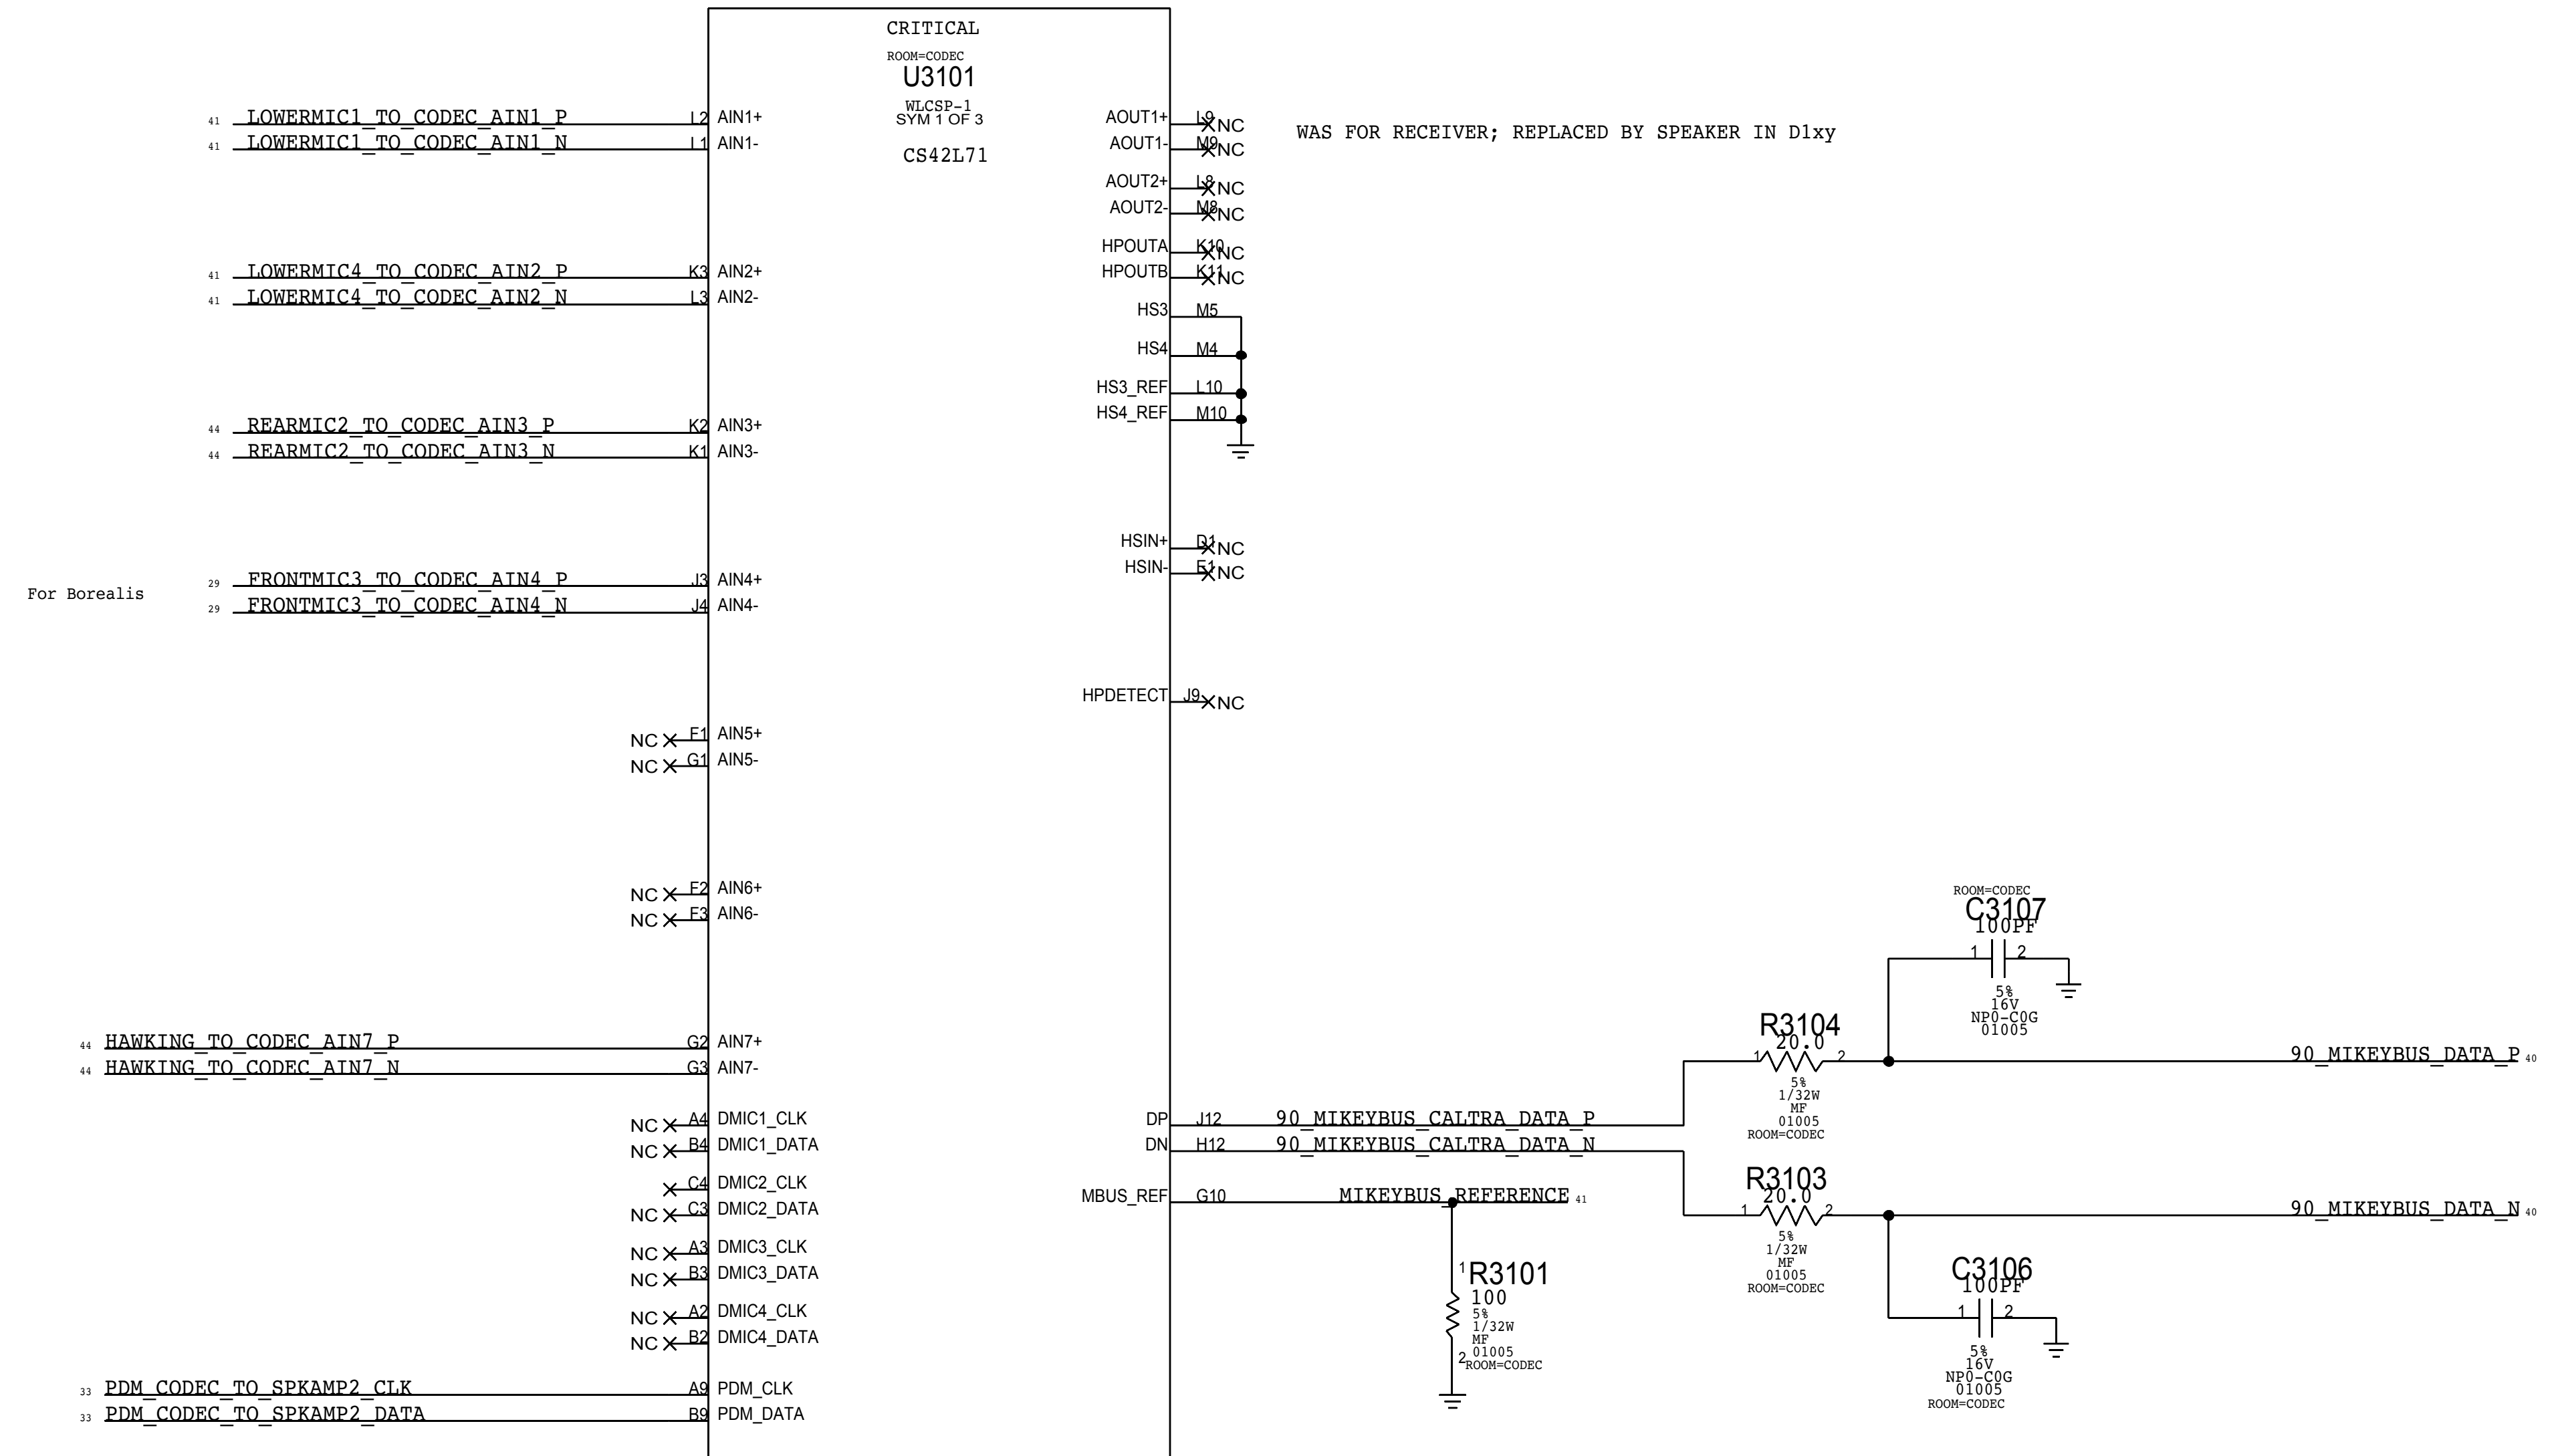 CRITICAL
ROOM=CODEC
U3101
WLCSP-1
SYM 1 OF 3
CS42L71
41 LOWERMIC1_TO_CODEC_AIN1_P L2 AIN1+
41 LOWERMIC1_TO_CODEC_AIN1_N L1 AIN1-
41 LOWERMIC4_TO_CODEC_AIN2_P K3 AIN2+
41 LOWERMIC4_TO_CODEC_AIN2_N L3 AIN2-
44 REARMIC2_TO_CODEC_AIN3_P K2 AIN3+
44 REARMIC2_TO_CODEC_AIN3_N K1 AIN3-
For Borealis
29 FRONTMIC3_TO_CODEC_AIN4_P J3 AIN4+
29 FRONTMIC3_TO_CODEC_AIN4_N J4 AIN4-
NC F1 AIN5+
NC G1 AIN5-
NC F2 AIN6+
NC F3 AIN6-
44 HAWKING_TO_CODEC_AIN7_P G2 AIN7+
44 HAWKING_TO_CODEC_AIN7_N G3 AIN7-
NC A4 DMIC1_CLK
NC B4 DMIC1_DATA
C4 DMIC2_CLK
NC C3 DMIC2_DATA
NC A3 DMIC3_CLK
NC B3 DMIC3_DATA
NC A2 DMIC4_CLK
NC B2 DMIC4_DATA
33 PDM_CODEC_TO_SPKAMP2_CLK A9 PDM_CLK
33 PDM_CODEC_TO_SPKAMP2_DATA B9 PDM_DATA
AOUT1+ L9 NC
AOUT1- M9 NC
WAS FOR RECEIVER; REPLACED BY SPEAKER IN D1xy
AOUT2+ L8 NC
AOUT2- M8 NC
HPOUTA K10 NC
HPOUTB K11 NC
HS3 M5
HS4 M4
HS3_REF L10
HS4_REF M10
HSIN+ D1 NC
HSIN- E1 NC
HPDETECT J9 NC
DP J12 90_MIKEYBUS_CALTRA_DATA_P
DN H12 90_MIKEYBUS_CALTRA_DATA_N
MBUS_REF G10 MIKEYBUS_REFERENCE 41
1 R3101
100
5%
1/32W
MF
01005
2 ROOM=CODEC
ROOM=CODEC
C3107
100PF
1 2
5%
16V
NP0-C0G
01005
R3104
20.0
1 2
5%
1/32W
MF
01005
ROOM=CODEC
90_MIKEYBUS_DATA_P 40
R3103
20.0
1 2
5%
1/32W
MF
01005
ROOM=CODEC
90_MIKEYBUS_DATA_N 40
C3106
100PF
1 2
5%
16V
NP0-C0G
01005
ROOM=CODEC